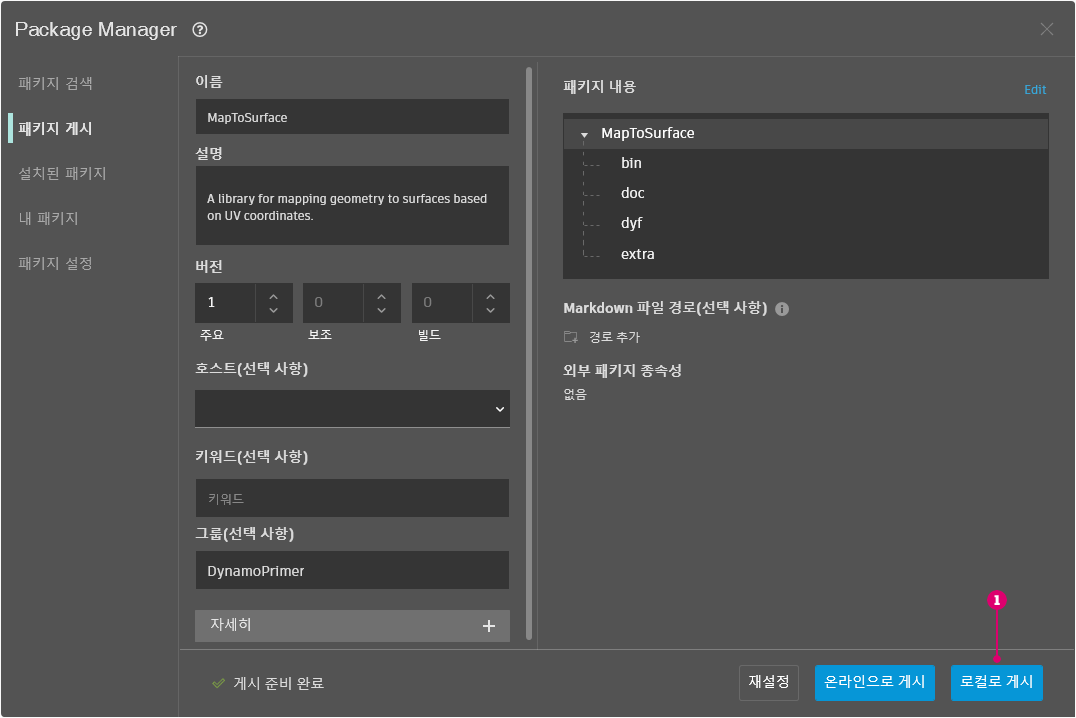 Package Manager
패키지 검색
패키지 게시
설치된 패키지
내 패키지
패키지 설정
이름
MapToSurface
설명
A library for mapping geometry to surfaces based
on UV coordinates.
버전
1 0 0
주요 보조 빌드
호스트(선택 사항)
키워드(선택 사항)
키워드
그룹(선택 사항)
DynamoPrimer
자세히
패키지 내용 Edit
MapToSurface
bin
doc
dyf
extra
Markdown 파일 경로(선택 사항)
경로 추가
외부 패키지 종속성
없음
1
게시 준비 완료
재설정 온라인으로 게시 로컬로 게시